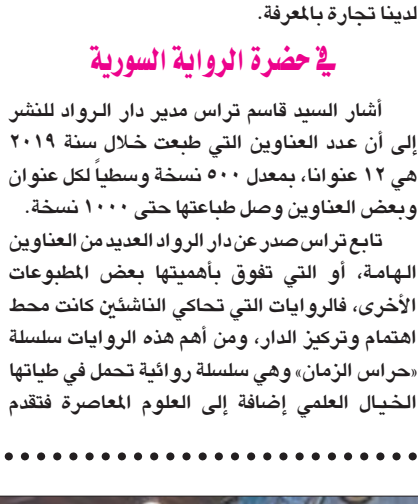 لدينا تجارة بالمعرفة.
في حضرة الرواية السورية
أشار السيد قاسم تراس مدير دار الرواد للنشر
إلى أن عدد العناوين التي طبعت خلال سنة ٢٠١٩
هي ١٢ عنوانا، بمعدل ٥٠٠ نسخة وسطياً لكل عنوان
وبعض العناوين وصل طباعتها حتى ١٠٠٠ نسخة.
تابع تراس صدر عن دار الرواد العديد من العناوين
الهامة، أو التي تفوق بأهميتها بعض المطبوعات
الأخرى، فالروايات التي تحاكي الناشئين كانت محط
اهتمام وتركيز الدار، ومن أهم هذه الروايات سلسلة
«حراس الزمان» وهي سلسلة روائية تحمل في طياتها
الخيال العلمي إضافة إلى العلوم المعاصرة فتقدم